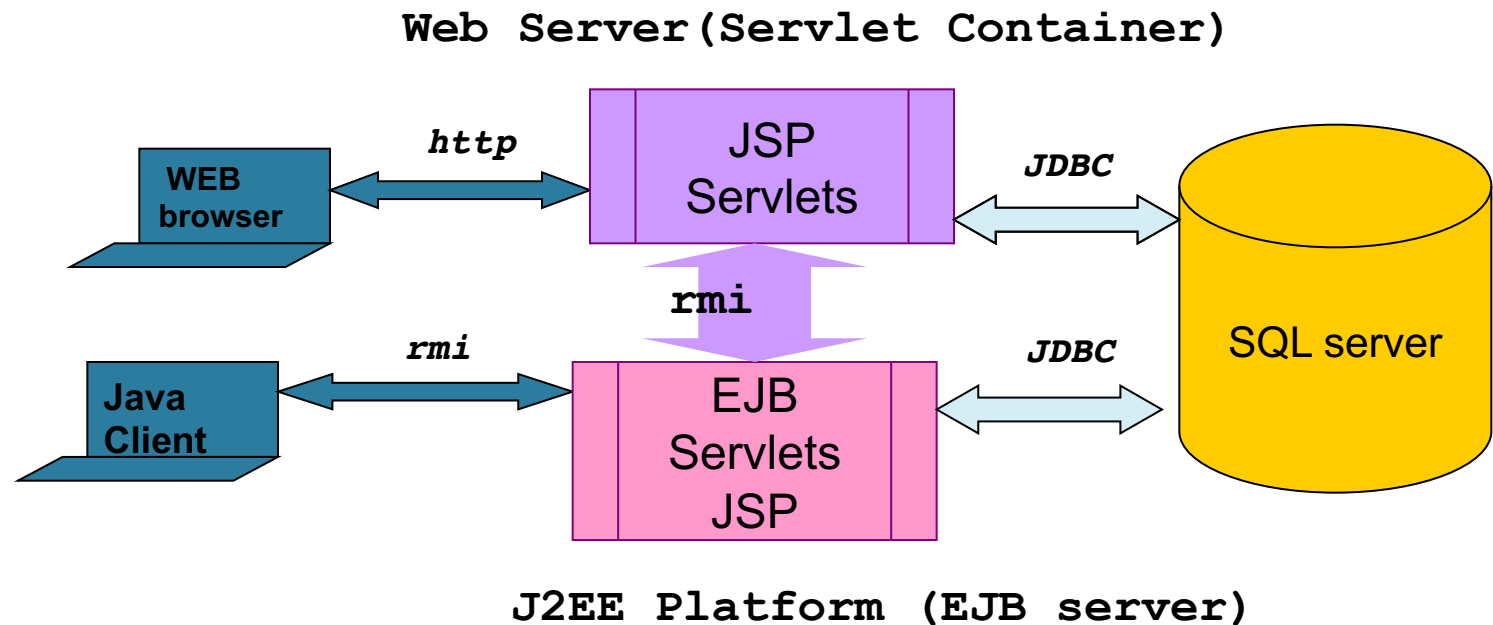 Web Server(Servlet Container)
http
JSP
Servlets
JDBC
WEB
browser
rmi
SQL server
rmi
JDBC
Java
Client
EJB
Servlets
JSP
J2EE Platform (EJB server)